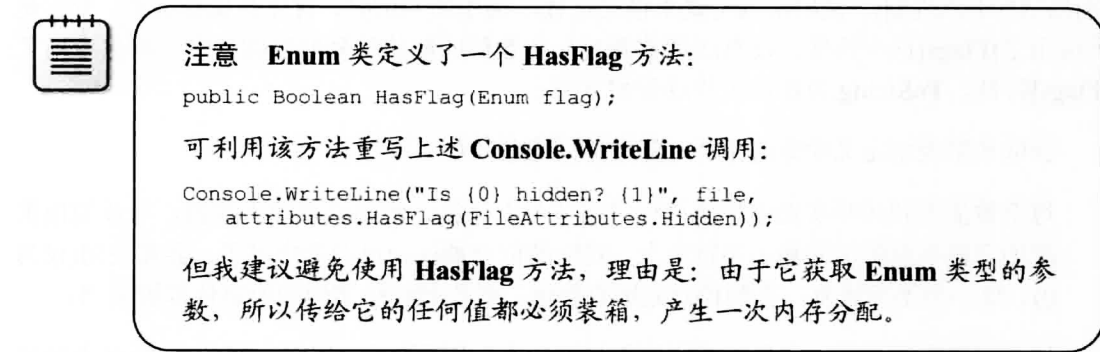 注意 Enum 类定义了一个 HasFlag 方法：
public Boolean HasFlag(Enum flag);
可利用该方法重写上述 Console.WriteLine 调用：
Console.WriteLine("Is {0} hidden? {1}", file,
attributes.HasFlag(FileAttributes.Hidden));
但我建议避免使用 HasFlag 方法，理由是：由于它获取 Enum 类型的参
数，所以传给它的任何值都必须装箱，产生一次内存分配。